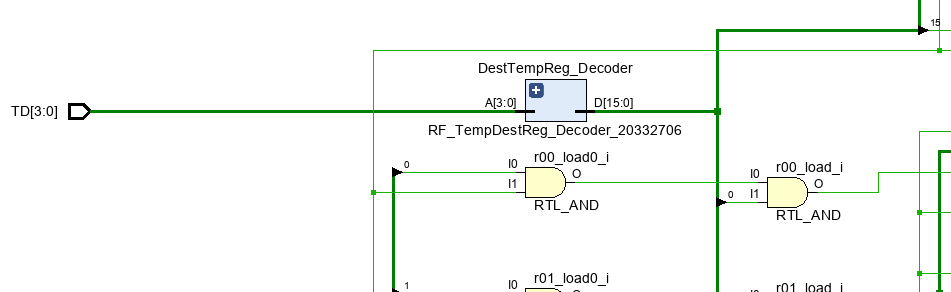 15
DestTempReg_Decoder
TD[3:0]
A[3:0]
D[15:0]
RF_TempDestReg_Decoder_20332706
r00_load0_i
0
I0
O
I1
RTL_AND
r00_load_i
I0
O
0
I1
RTL_AND
r01_load0_i
1
I0
O
r01_load_i
I0
O